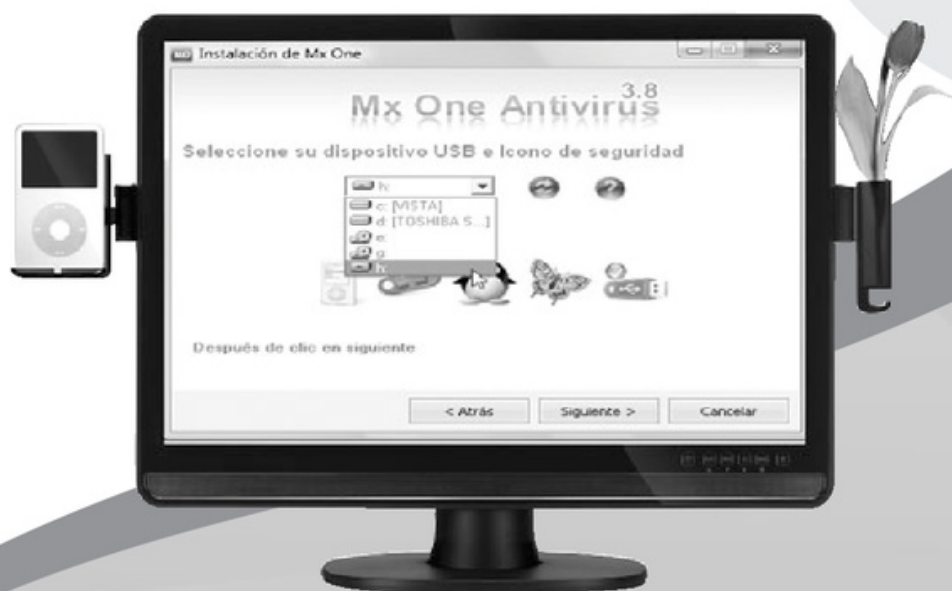 Instalación de Mx One
Mx One Antivirus 3.8
Seleccione su dispositivo USB e Icono de seguridad
h:
c: [VISTA]
d: [TOSHIBA S...]
e:
g:
h:
Después de clic en siguiente
< Atrás
Siguiente >
Cancelar